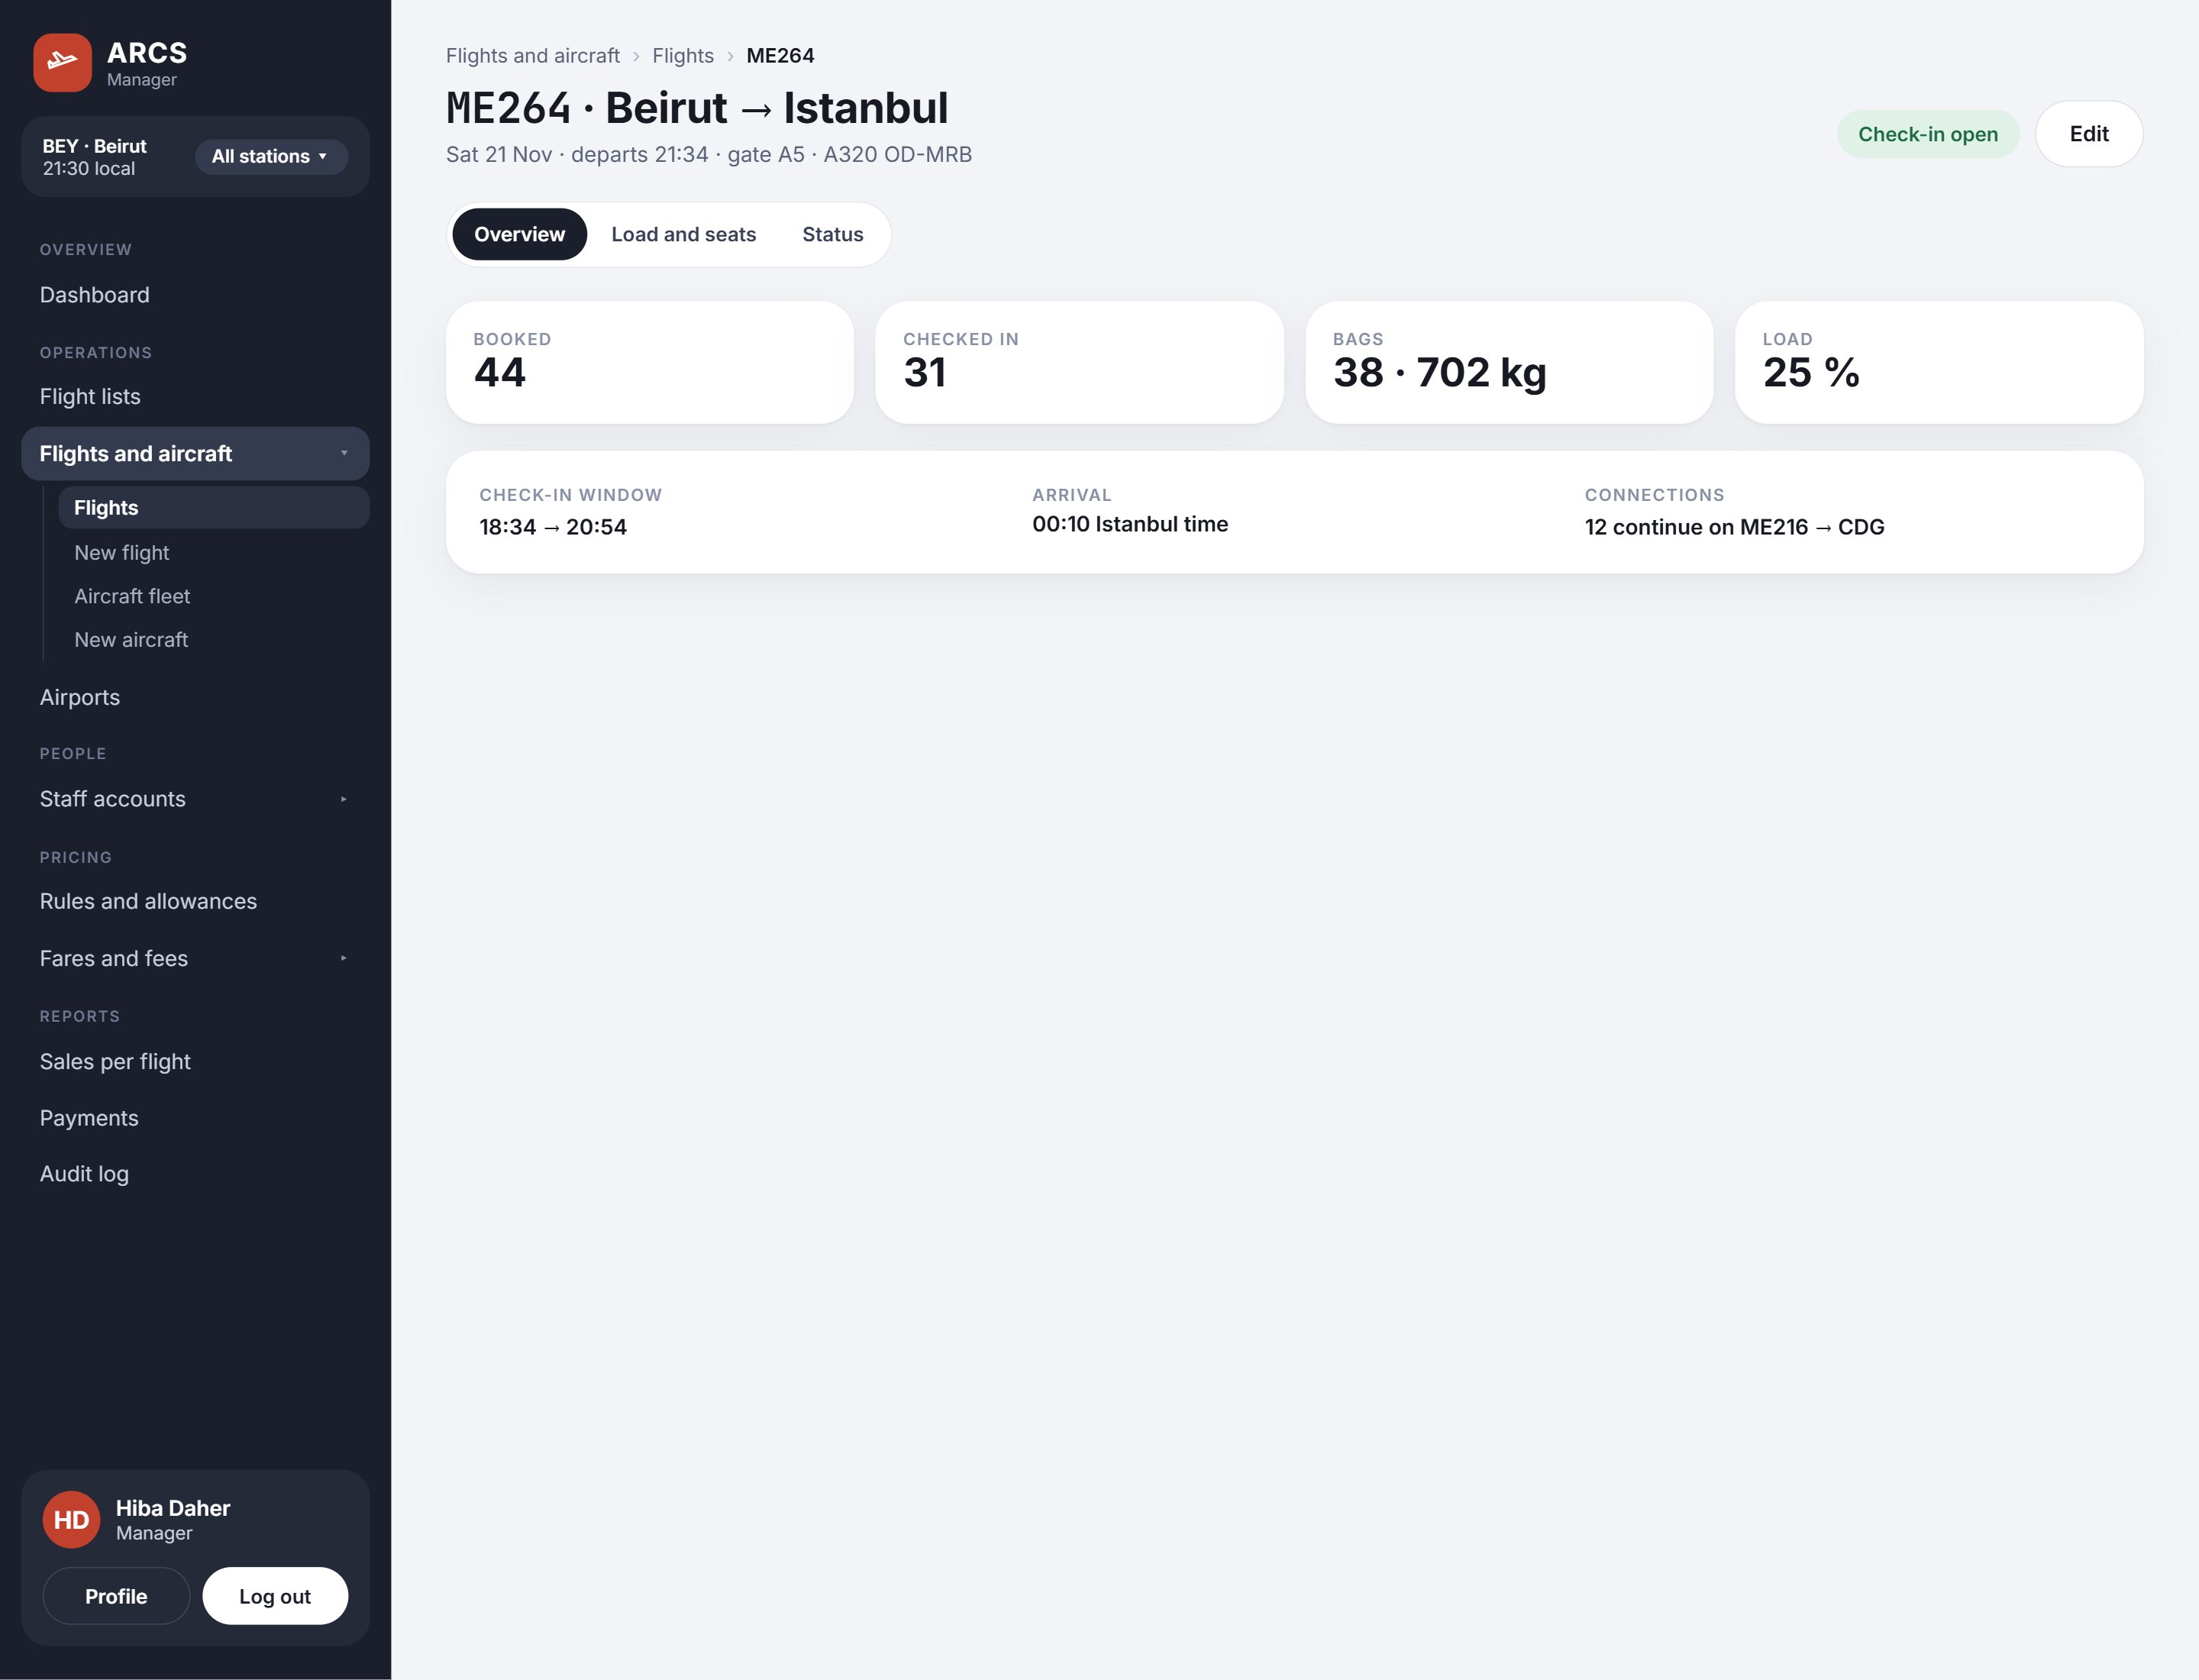 ARCS
Manager
BEY · Beirut
21:30 local
All stations ▾
OVERVIEW
Dashboard
OPERATIONS
Flight lists
Flights and aircraft ▾
Flights
New flight
Aircraft fleet
New aircraft
Airports
PEOPLE
Staff accounts ▸
PRICING
Rules and allowances
Fares and fees ▸
REPORTS
Sales per flight
Payments
Audit log
HD
Hiba Daher
Manager
Profile
Log out
Flights and aircraft › Flights › ME264
ME264 · Beirut → Istanbul
Sat 21 Nov · departs 21:34 · gate A5 · A320 OD-MRB
Check-in open
Edit
Overview
Load and seats
Status
BOOKED
44
CHECKED IN
31
BAGS
38 · 702 kg
LOAD
25 %
CHECK-IN WINDOW
18:34 → 20:54
ARRIVAL
00:10 Istanbul time
CONNECTIONS
12 continue on ME216 → CDG